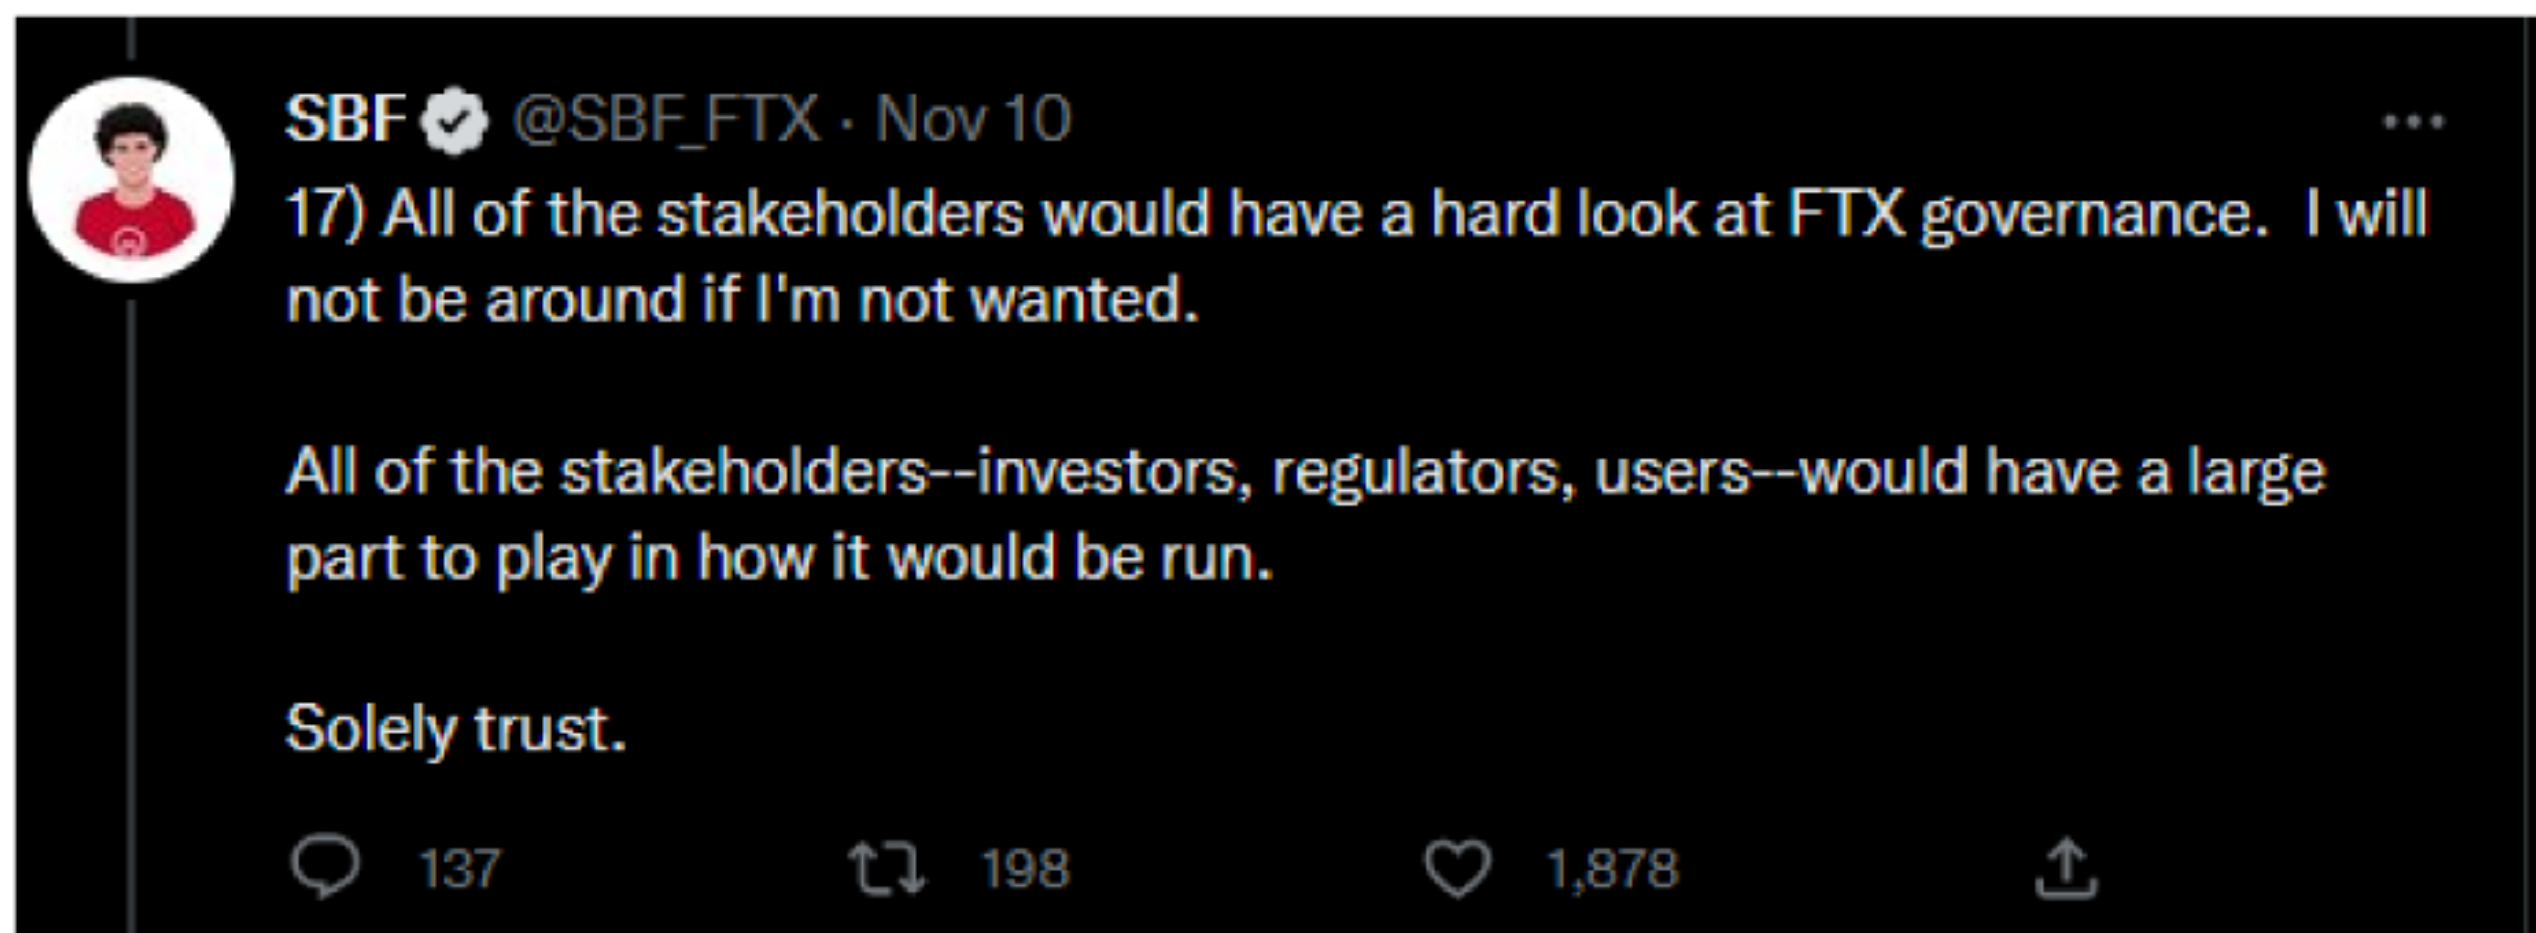 SBF @SBF_FTX · Nov 10
17) All of the stakeholders would have a hard look at FTX governance.  I will
not be around if I'm not wanted.
All of the stakeholders--investors, regulators, users--would have a large
part to play in how it would be run.
Solely trust.
137 198 1,878